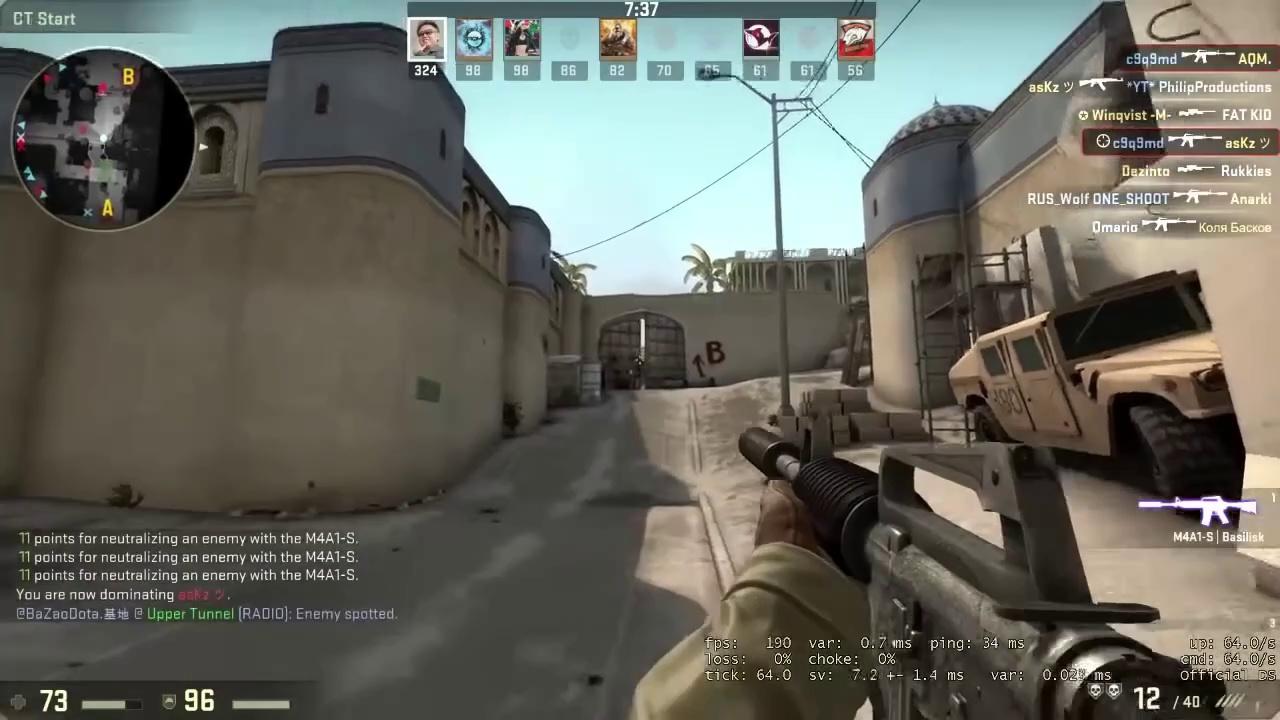 CT Start
7:37
324 98 98 86 82 70 65 61 61 56
B
A
c9q9md AQM.
asKz ツ *YT* PhilipProductions
✪ Winqvist -M- FAT KID
c9q9md asKz ツ
Dezinto Rukkies
RUS_Wolf ONE_SHOOT Anarki
Omario Коля Басков
B
1
M4A1-S | Basilisk
11 points for neutralizing an enemy with the M4A1-S.
11 points for neutralizing an enemy with the M4A1-S.
11 points for neutralizing an enemy with the M4A1-S.
You are now dominating asKz ツ.
@BaZaoDota.基地 @ Upper Tunnel (RADIO): Enemy spotted.
3
fps: 190 var: 0.7 ms ping: 34 ms up: 64.0/s
loss: 0% choke: 0% cmd: 64.0/s
tick: 64.0 sv: 7.2 +- 1.4 ms var: 0.023 ms Official DS
73 96 12 / 40